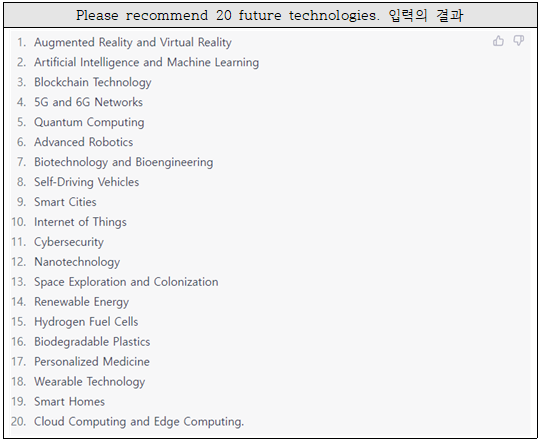 Please recommend 20 future technologies. 입력의 결과
1. Augmented Reality and Virtual Reality
2. Artificial Intelligence and Machine Learning
3. Blockchain Technology
4. 5G and 6G Networks
5. Quantum Computing
6. Advanced Robotics
7. Biotechnology and Bioengineering
8. Self-Driving Vehicles
9. Smart Cities
10. Internet of Things
11. Cybersecurity
12. Nanotechnology
13. Space Exploration and Colonization
14. Renewable Energy
15. Hydrogen Fuel Cells
16. Biodegradable Plastics
17. Personalized Medicine
18. Wearable Technology
19. Smart Homes
20. Cloud Computing and Edge Computing.